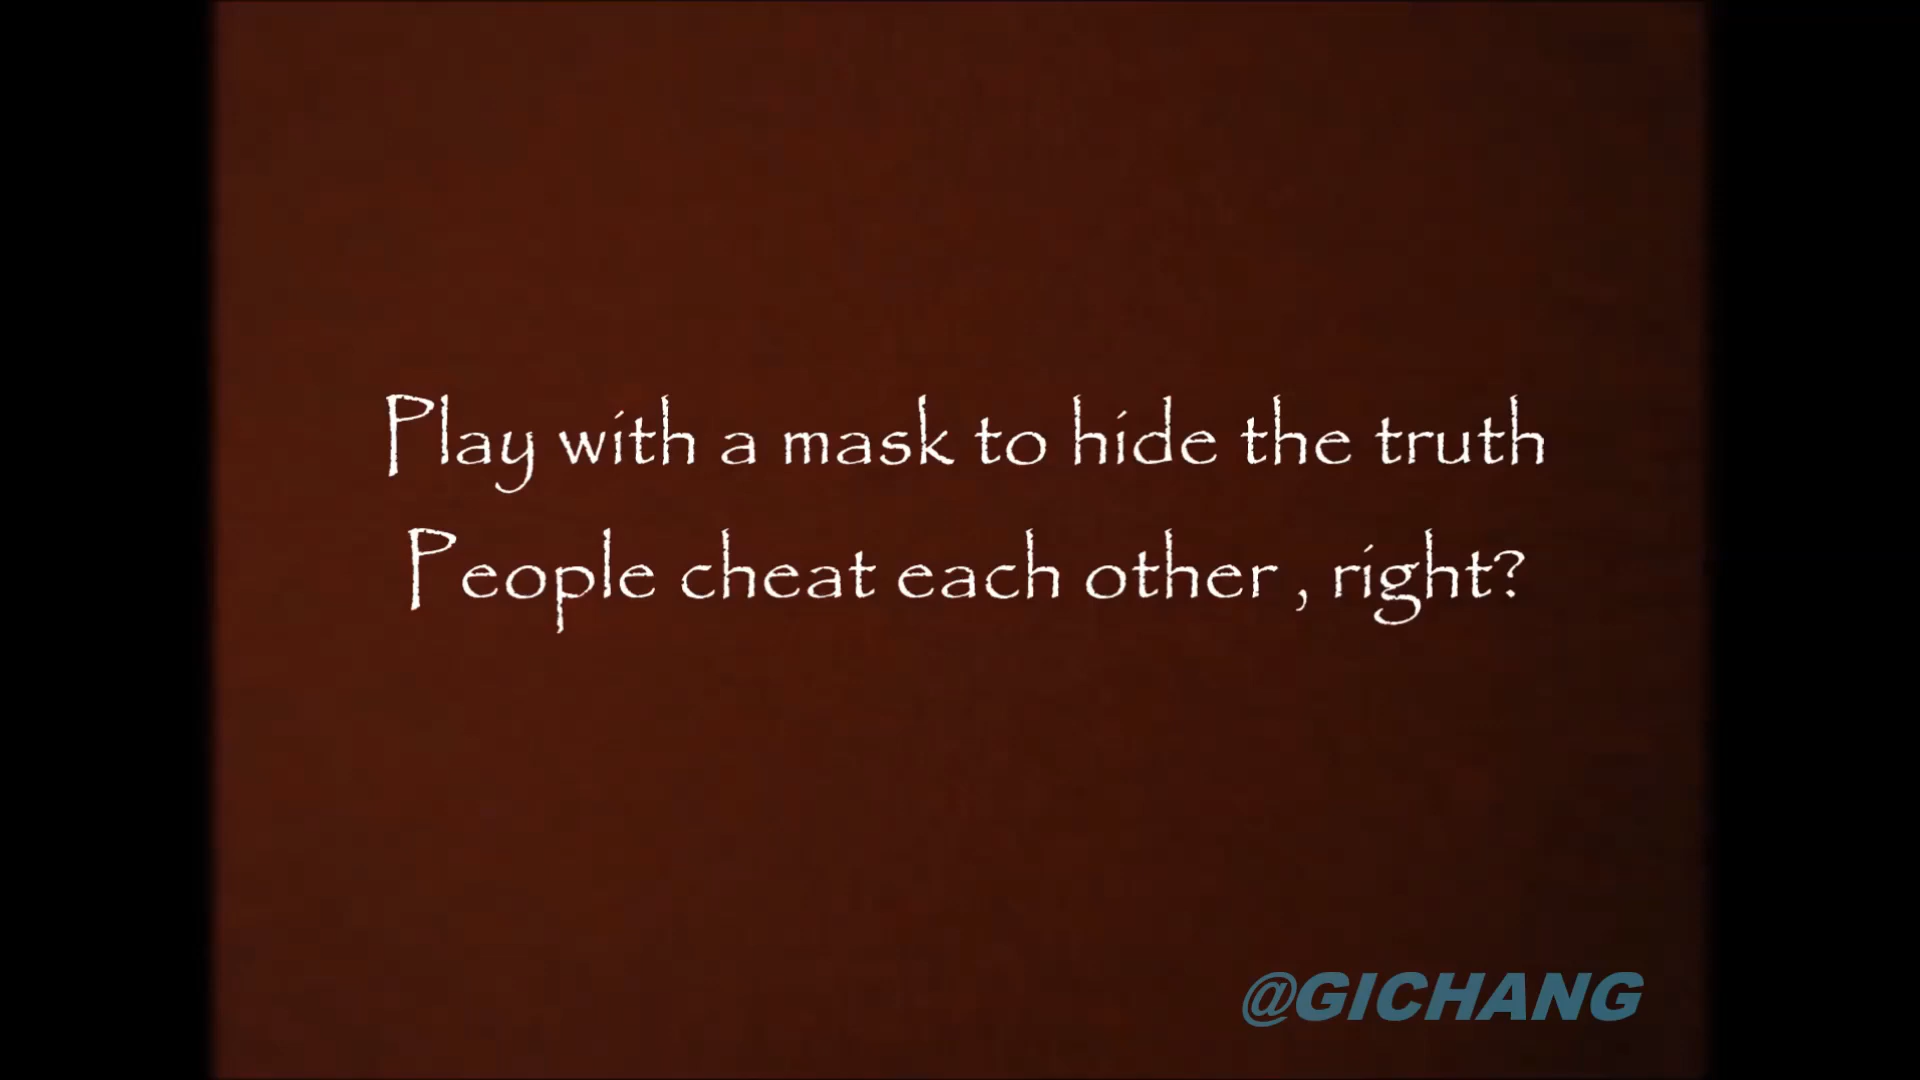 Play with a mask to hide the truth
People cheat each other , right?
@GICHANG